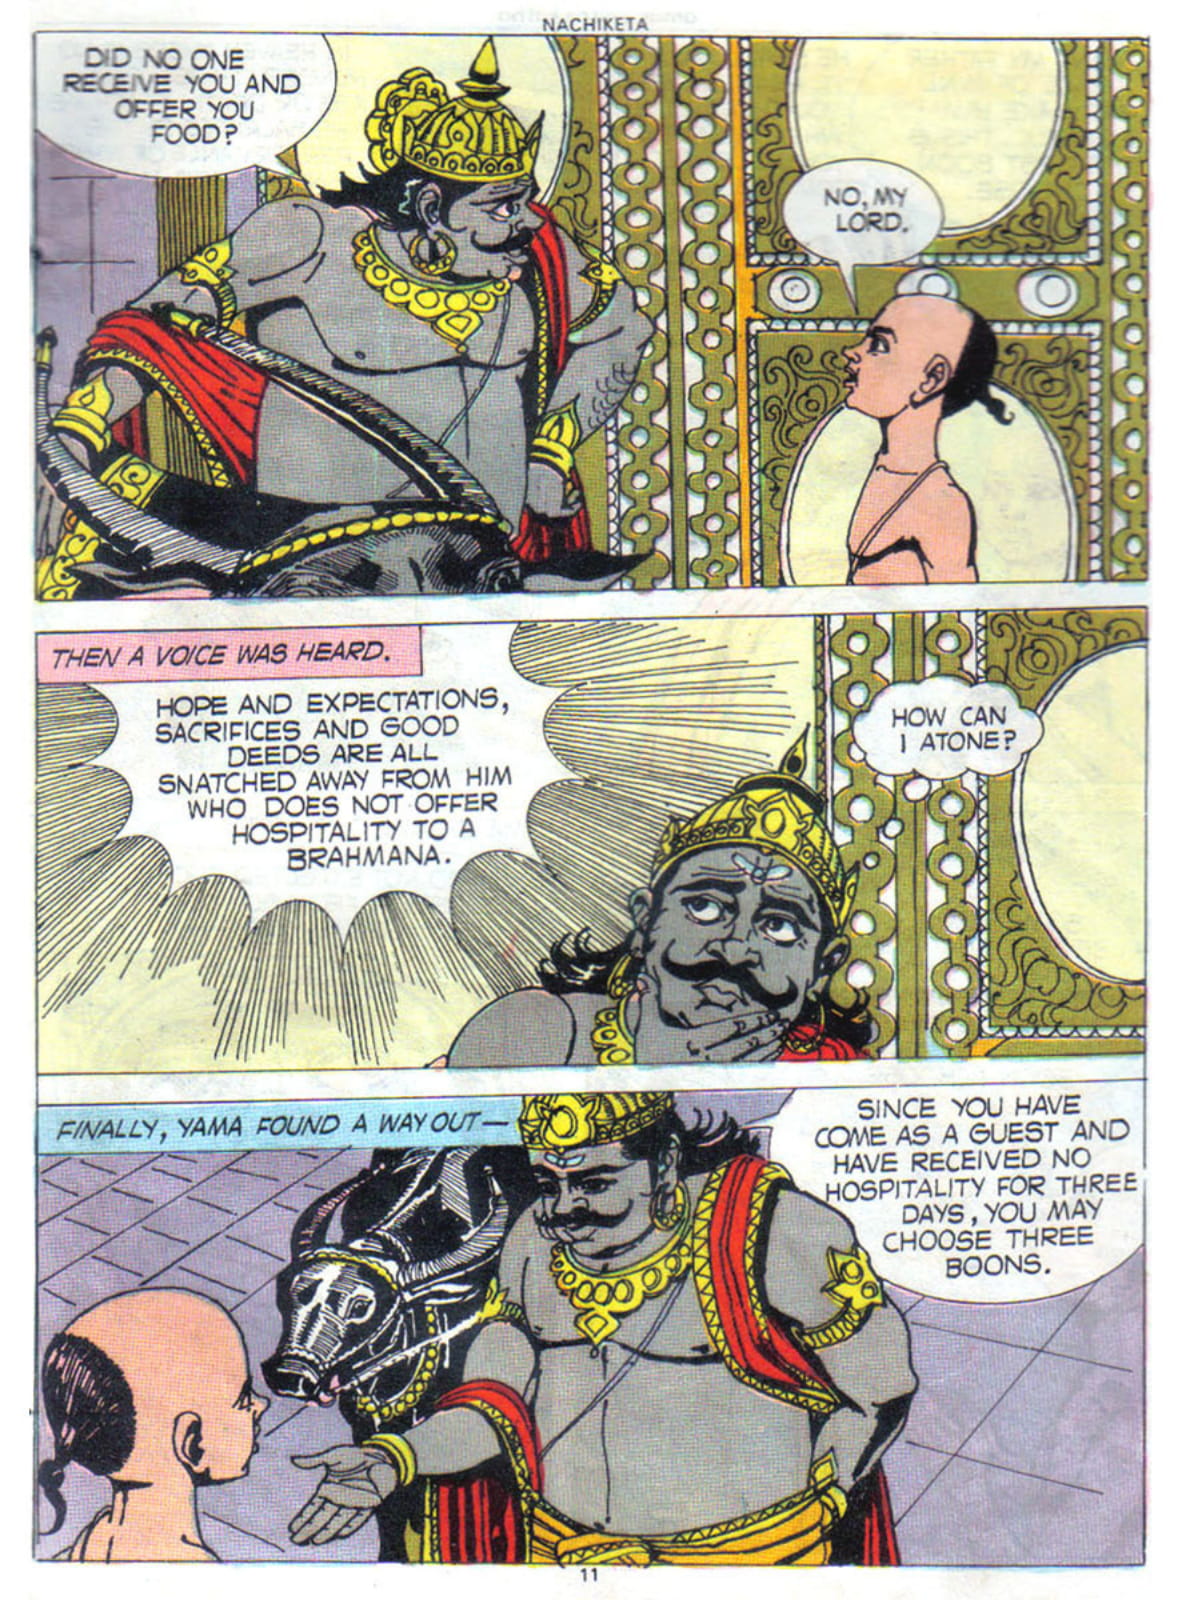 NACHIKETA
DID NO ONE
RECEIVE YOU AND
OFFER YOU
FOOD?
NO, MY
LORD.
THEN A VOICE WAS HEARD.
HOPE AND EXPECTATIONS,
SACRIFICES AND GOOD
DEEDS ARE ALL
SNATCHED AWAY FROM HIM
WHO DOES NOT OFFER
HOSPITALITY TO A
BRAHMANA.
HOW CAN
I ATONE?
FINALLY, YAMA FOUND A WAY OUT—
SINCE YOU HAVE
COME AS A GUEST AND
HAVE RECEIVED NO
HOSPITALITY FOR THREE
DAYS, YOU MAY
CHOOSE THREE
BOONS.
11